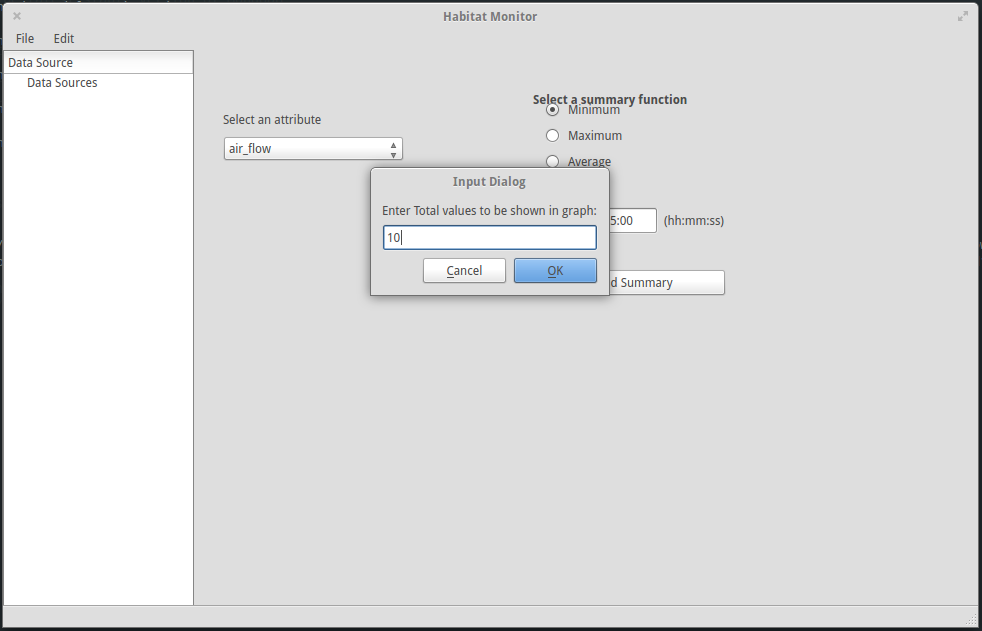 Habitat Monitor
File Edit
Data Source
Data Sources
Select an attribute
air_flow
Select a summary function
Minimum
Maximum
Average
5:00 (hh:mm:ss)
d Summary
Input Dialog
Enter Total values to be shown in graph:
10
Cancel OK